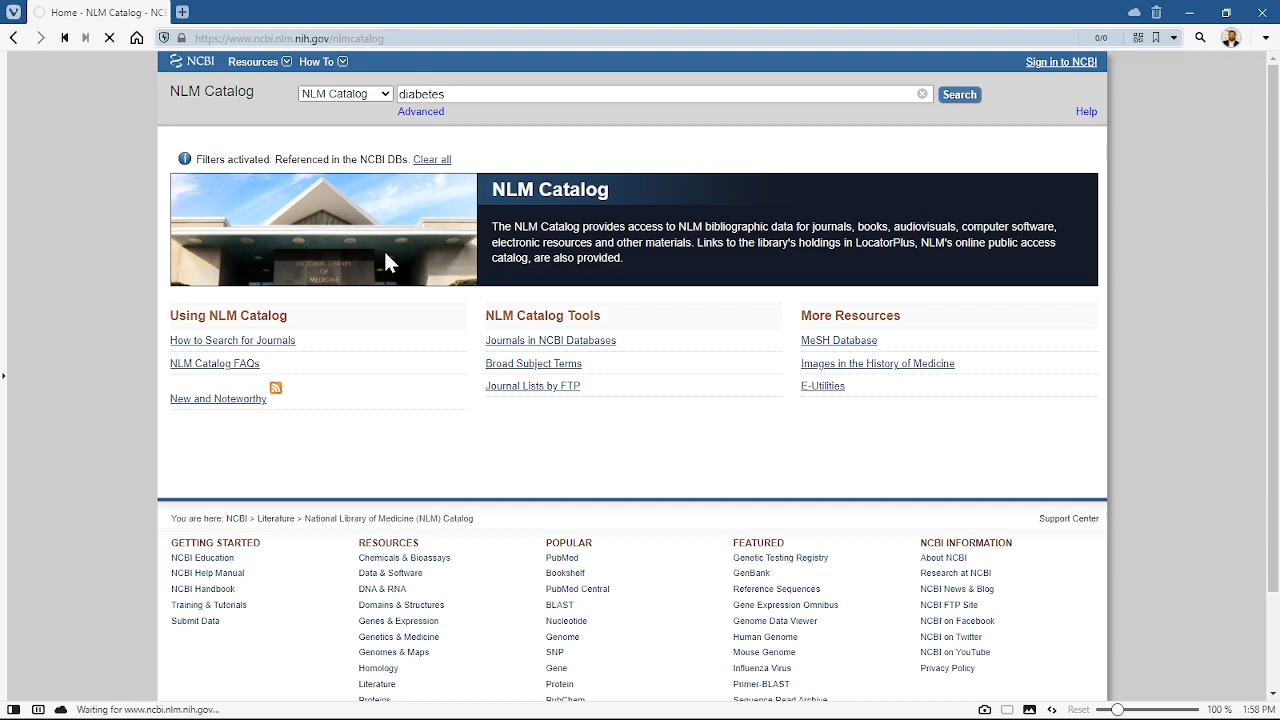 Home - NLM Catalog - NCE
https://www.ncbi.nlm.nih.gov/nlmcatalog
0/0
NCBI Resources How To Sign in to NCBI
NLM Catalog NLM Catalog diabetes Search
Advanced Help
Filters activated: Referenced in the NCBI DBs. Clear all
NATIONAL LIBRARY
OF
MEDICINE
NLM Catalog
The NLM Catalog provides access to NLM bibliographic data for journals, books, audiovisuals, computer software,
electronic resources and other materials. Links to the library's holdings in LocatorPlus, NLM's online public access
catalog, are also provided.
Using NLM Catalog
How to Search for Journals
NLM Catalog FAQs
New and Noteworthy
NLM Catalog Tools
Journals in NCBI Databases
Broad Subject Terms
Journal Lists by FTP
More Resources
MeSH Database
Images in the History of Medicine
E-Utilities
You are here: NCBI > Literature > National Library of Medicine (NLM) Catalog Support Center
GETTING STARTED
NCBI Education
NCBI Help Manual
NCBI Handbook
Training & Tutorials
Submit Data
RESOURCES
Chemicals & Bioassays
Data & Software
DNA & RNA
Domains & Structures
Genes & Expression
Genetics & Medicine
Genomes & Maps
Homology
Literature
Proteins
POPULAR
PubMed
Bookshelf
PubMed Central
BLAST
Nucleotide
Genome
SNP
Gene
Protein
PubChem
FEATURED
Genetic Testing Registry
GenBank
Reference Sequences
Gene Expression Omnibus
Genome Data Viewer
Human Genome
Mouse Genome
Influenza Virus
Primer-BLAST
Sequence Read Archive
NCBI INFORMATION
About NCBI
Research at NCBI
NCBI News & Blog
NCBI FTP Site
NCBI on Facebook
NCBI on Twitter
NCBI on YouTube
Privacy Policy
Waiting for www.ncbi.nlm.nih.gov... Reset 100 % 1:58 PM